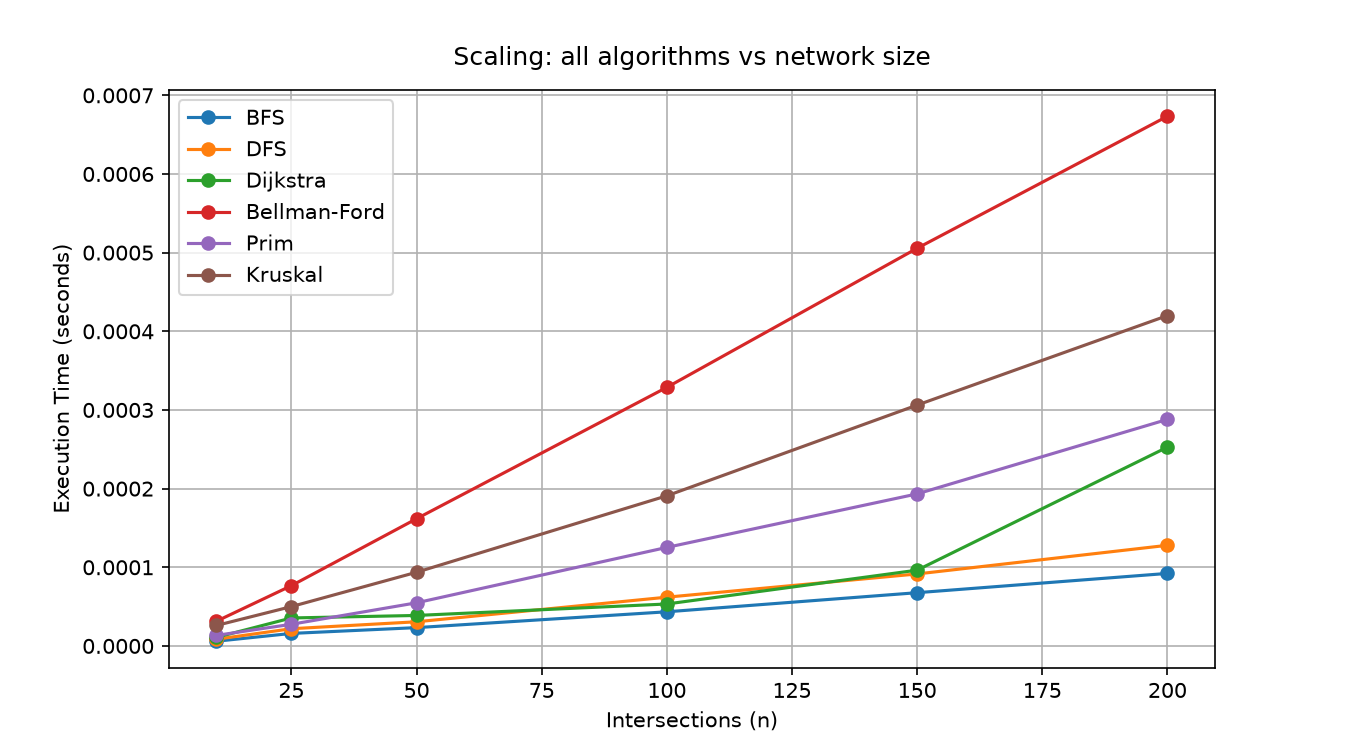 Scaling: all algorithms vs network size
BFS
DFS
Dijkstra
Bellman-Ford
Prim
Kruskal
Execution Time (seconds)
0.0007
0.0006
0.0005
0.0004
0.0003
0.0002
0.0001
0.0000
25 50 75 100 125 150 175 200
Intersections (n)